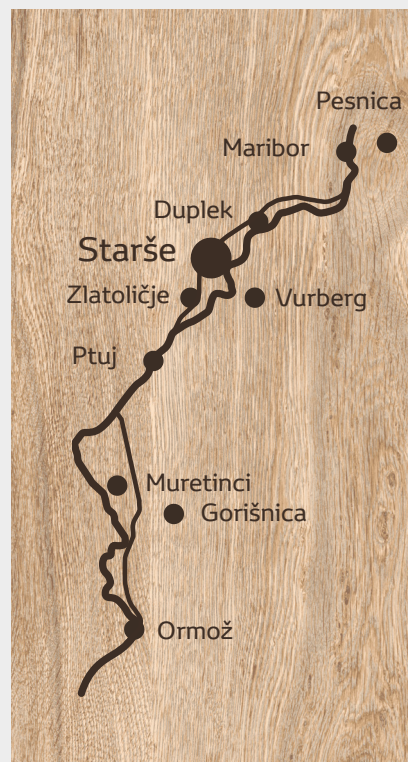 Pesnica
Maribor
Duplek
Starše
Zlatoličje
Vurberg
Ptuj
Muretinci
Gorišnica
Ormož